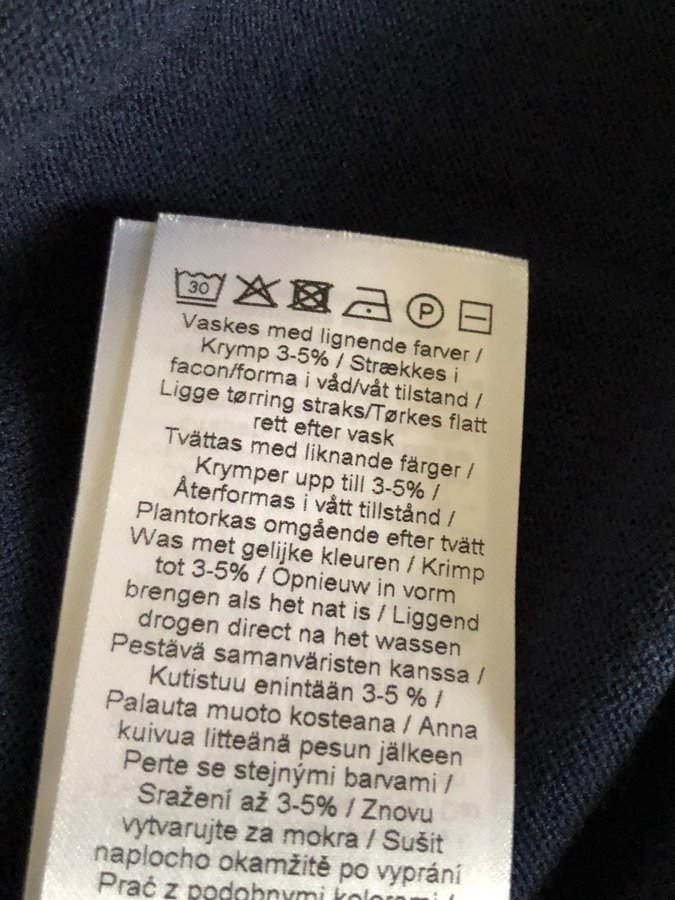 30 P
Vaskes med lignende farver /
Krymp 3-5% / Strækkes i
facon/forma i våd/våt tilstand /
Ligge tørring straks/Tørkes flatt
rett efter vask
Tvättas med liknande färger /
Krymper upp till 3-5% /
Återformas i vått tillstånd /
Plantorkas omgående efter tvätt
Was met gelijke kleuren / Krimp
tot 3-5% / Opnieuw in vorm
brengen als het nat is / Liggend
drogen direct na het wassen
Pestävä samanväristen kanssa /
Kutistuu enintään 3-5 % /
Palauta muoto kosteana / Anna
kuivua litteänä pesun jälkeen
Perte se stejnými barvami /
Sražení až 3-5% / Znovu
vytvarujte za mokra / Sušit
naplocho okamžitě po vyprání
Prać z podobnymi kolorami /